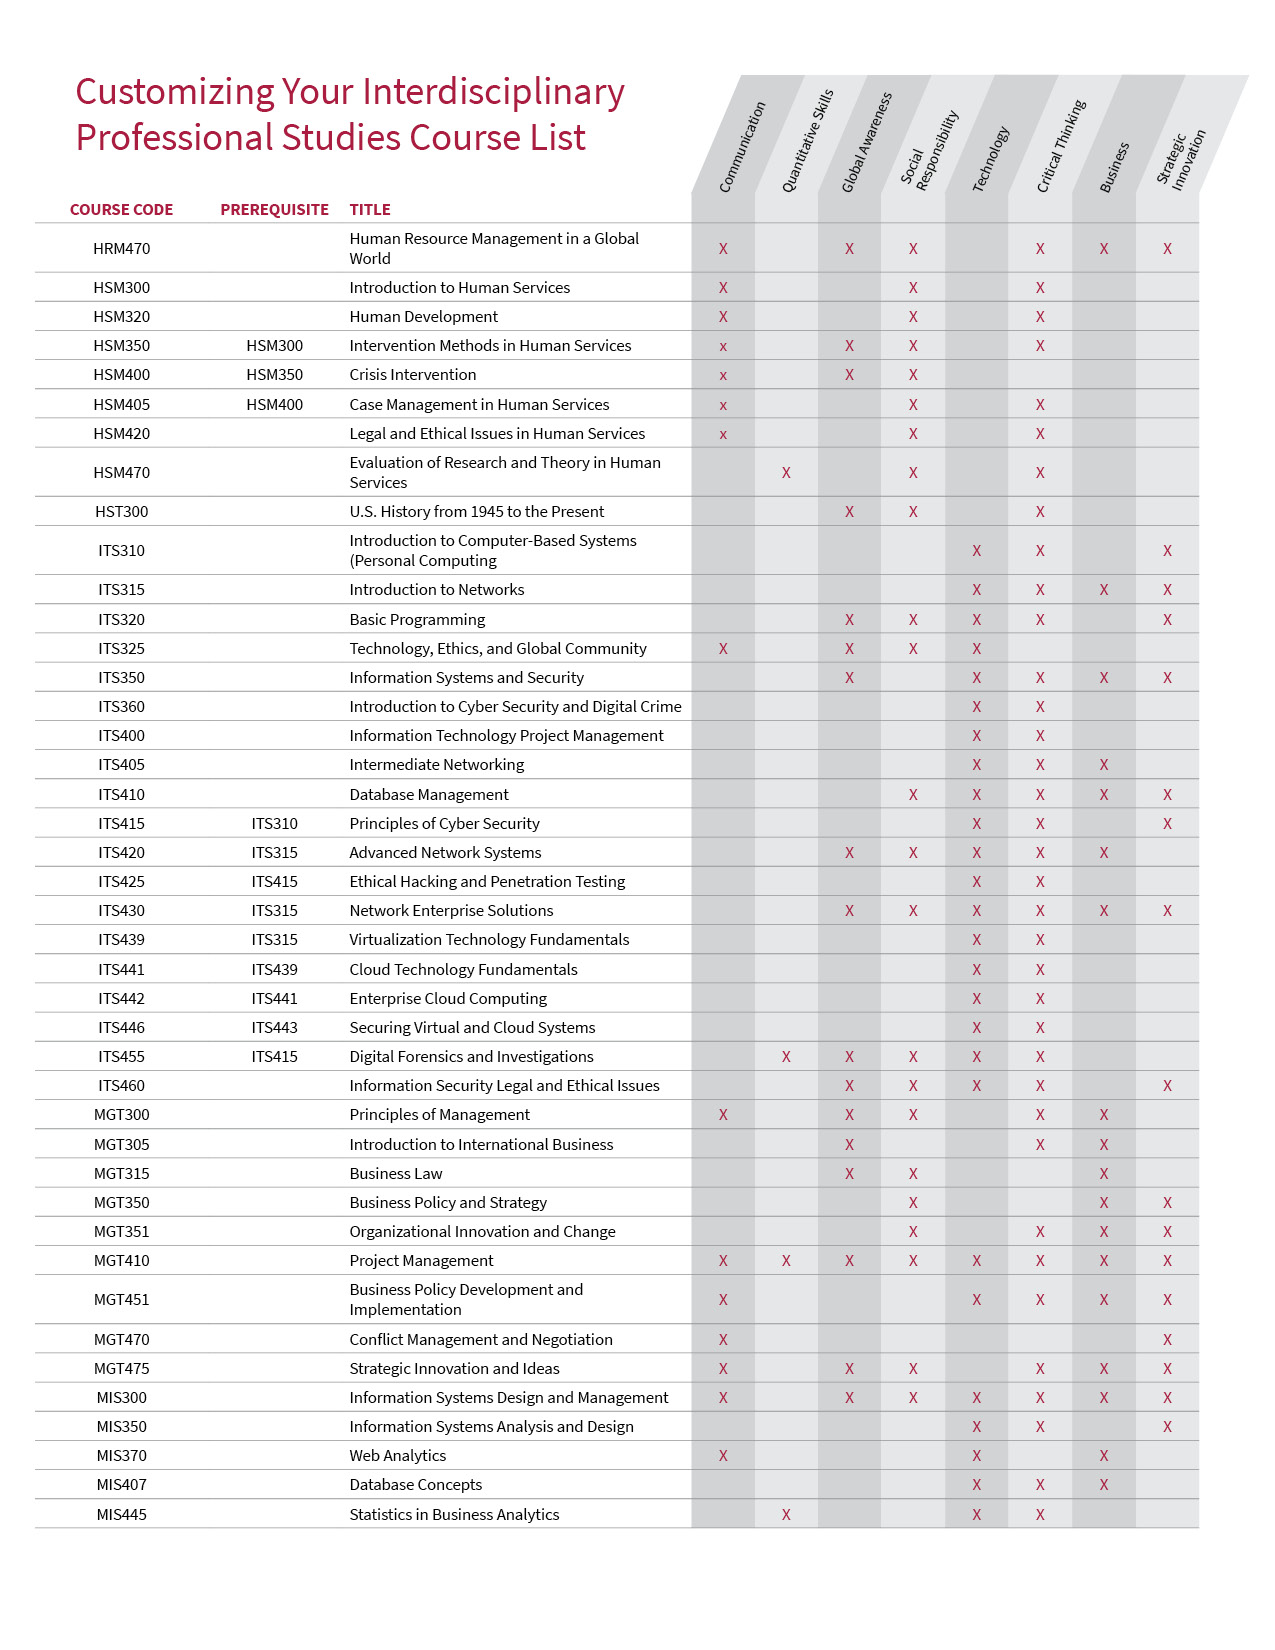 Customizing Your Interdisciplinary
Professional Studies Course List
Communication
Quantitative Skills
Global Awareness
Social
Responsibility
Technology
Critical Thinking
Business
Strategic
Innovation
COURSE CODE PREREQUISITE TITLE
HRM470 Human Resource Management in a Global
World X X X X X X
HSM300 Introduction to Human Services X X X
HSM320 Human Development X X X
HSM350 HSM300 Intervention Methods in Human Services x X X X
HSM400 HSM350 Crisis Intervention x X X
HSM405 HSM400 Case Management in Human Services x X X
HSM420 Legal and Ethical Issues in Human Services x X X
HSM470 Evaluation of Research and Theory in Human
Services X X X
HST300 U.S. History from 1945 to the Present X X X
ITS310 Introduction to Computer-Based Systems
(Personal Computing X X X
ITS315 Introduction to Networks X X X X
ITS320 Basic Programming X X X X X
ITS325 Technology, Ethics, and Global Community X X X X
ITS350 Information Systems and Security X X X X X
ITS360 Introduction to Cyber Security and Digital Crime X X
ITS400 Information Technology Project Management X X
ITS405 Intermediate Networking X X X
ITS410 Database Management X X X X X
ITS415 ITS310 Principles of Cyber Security X X X
ITS420 ITS315 Advanced Network Systems X X X X X
ITS425 ITS415 Ethical Hacking and Penetration Testing X X
ITS430 ITS315 Network Enterprise Solutions X X X X X X
ITS439 ITS315 Virtualization Technology Fundamentals X X
ITS441 ITS439 Cloud Technology Fundamentals X X
ITS442 ITS441 Enterprise Cloud Computing X X
ITS446 ITS443 Securing Virtual and Cloud Systems X X
ITS455 ITS415 Digital Forensics and Investigations X X X X X
ITS460 Information Security Legal and Ethical Issues X X X X X
MGT300 Principles of Management X X X X X
MGT305 Introduction to International Business X X X
MGT315 Business Law X X X
MGT350 Business Policy and Strategy X X X
MGT351 Organizational Innovation and Change X X X X
MGT410 Project Management X X X X X X X X
MGT451 Business Policy Development and
Implementation X X X X X
MGT470 Conflict Management and Negotiation X X
MGT475 Strategic Innovation and Ideas X X X X X X
MIS300 Information Systems Design and Management X X X X X X X
MIS350 Information Systems Analysis and Design X X X
MIS370 Web Analytics X X X
MIS407 Database Concepts X X X
MIS445 Statistics in Business Analytics X X X